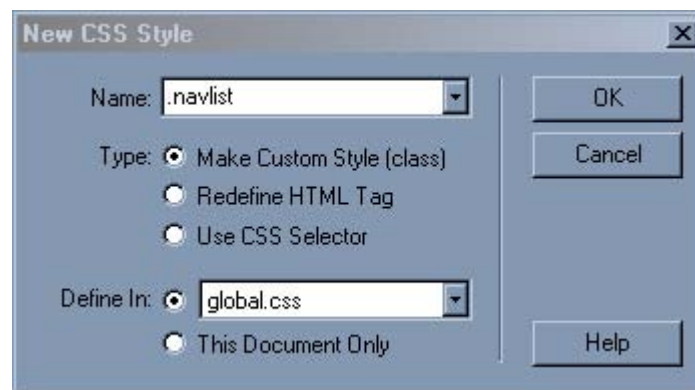 New CSS Style
Name: .navlist
OK
Type: Make Custom Style (class)
Cancel
Redefine HTML Tag
Use CSS Selector
Define In: global.css
This Document Only
Help